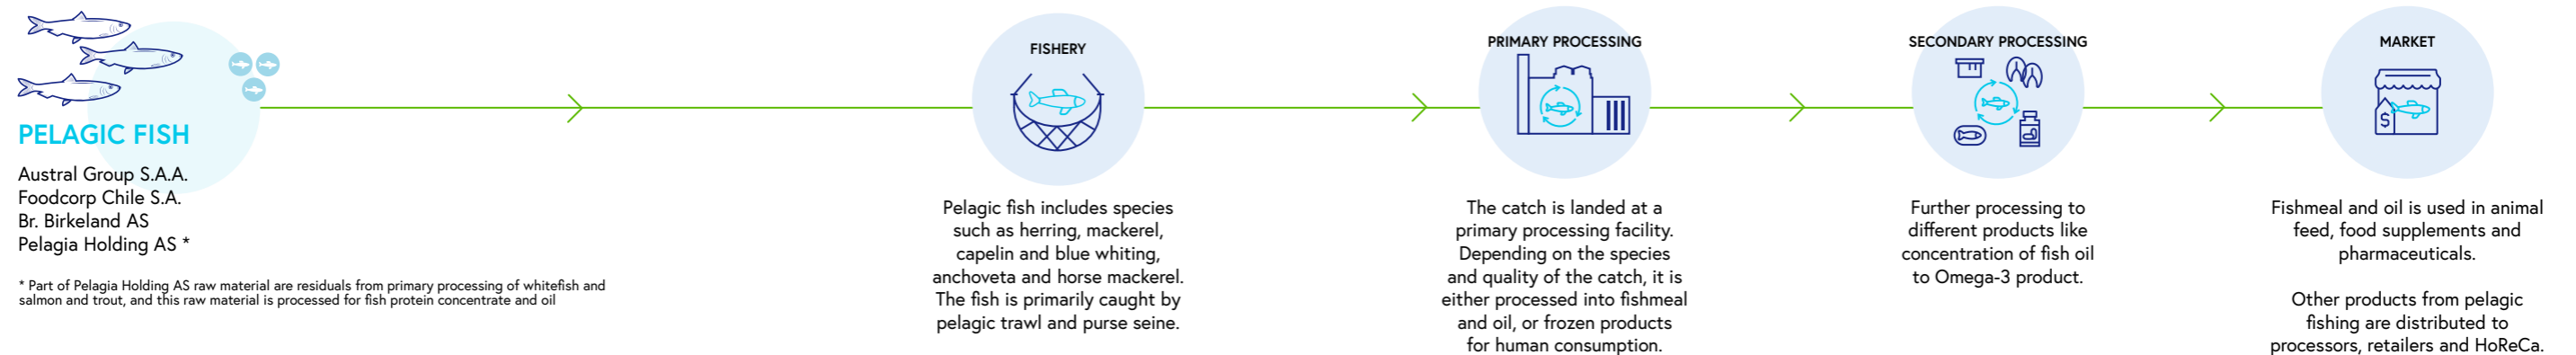 PELAGIC FISH
Austral Group S.A.A.
Foodcorp Chile S.A.
Br. Birkeland AS
Pelagia Holding AS *
* Part of Pelagia Holding AS raw material are residuals from primary processing of whitefish and
salmon and trout, and this raw material is processed for fish protein concentrate and oil
FISHERY
Pelagic fish includes species
such as herring, mackerel,
capelin and blue whiting,
anchoveta and horse mackerel.
The fish is primarily caught by
pelagic trawl and purse seine.
PRIMARY PROCESSING
The catch is landed at a
primary processing facility.
Depending on the species
and quality of the catch, it is
either processed into fishmeal
and oil, or frozen products
for human consumption.
SECONDARY PROCESSING
Further processing to
different products like
concentration of fish oil
to Omega-3 product.
MARKET
$
Fishmeal and oil is used in animal
feed, food supplements and
pharmaceuticals.
Other products from pelagic
fishing are distributed to
processors, retailers and HoReCa.